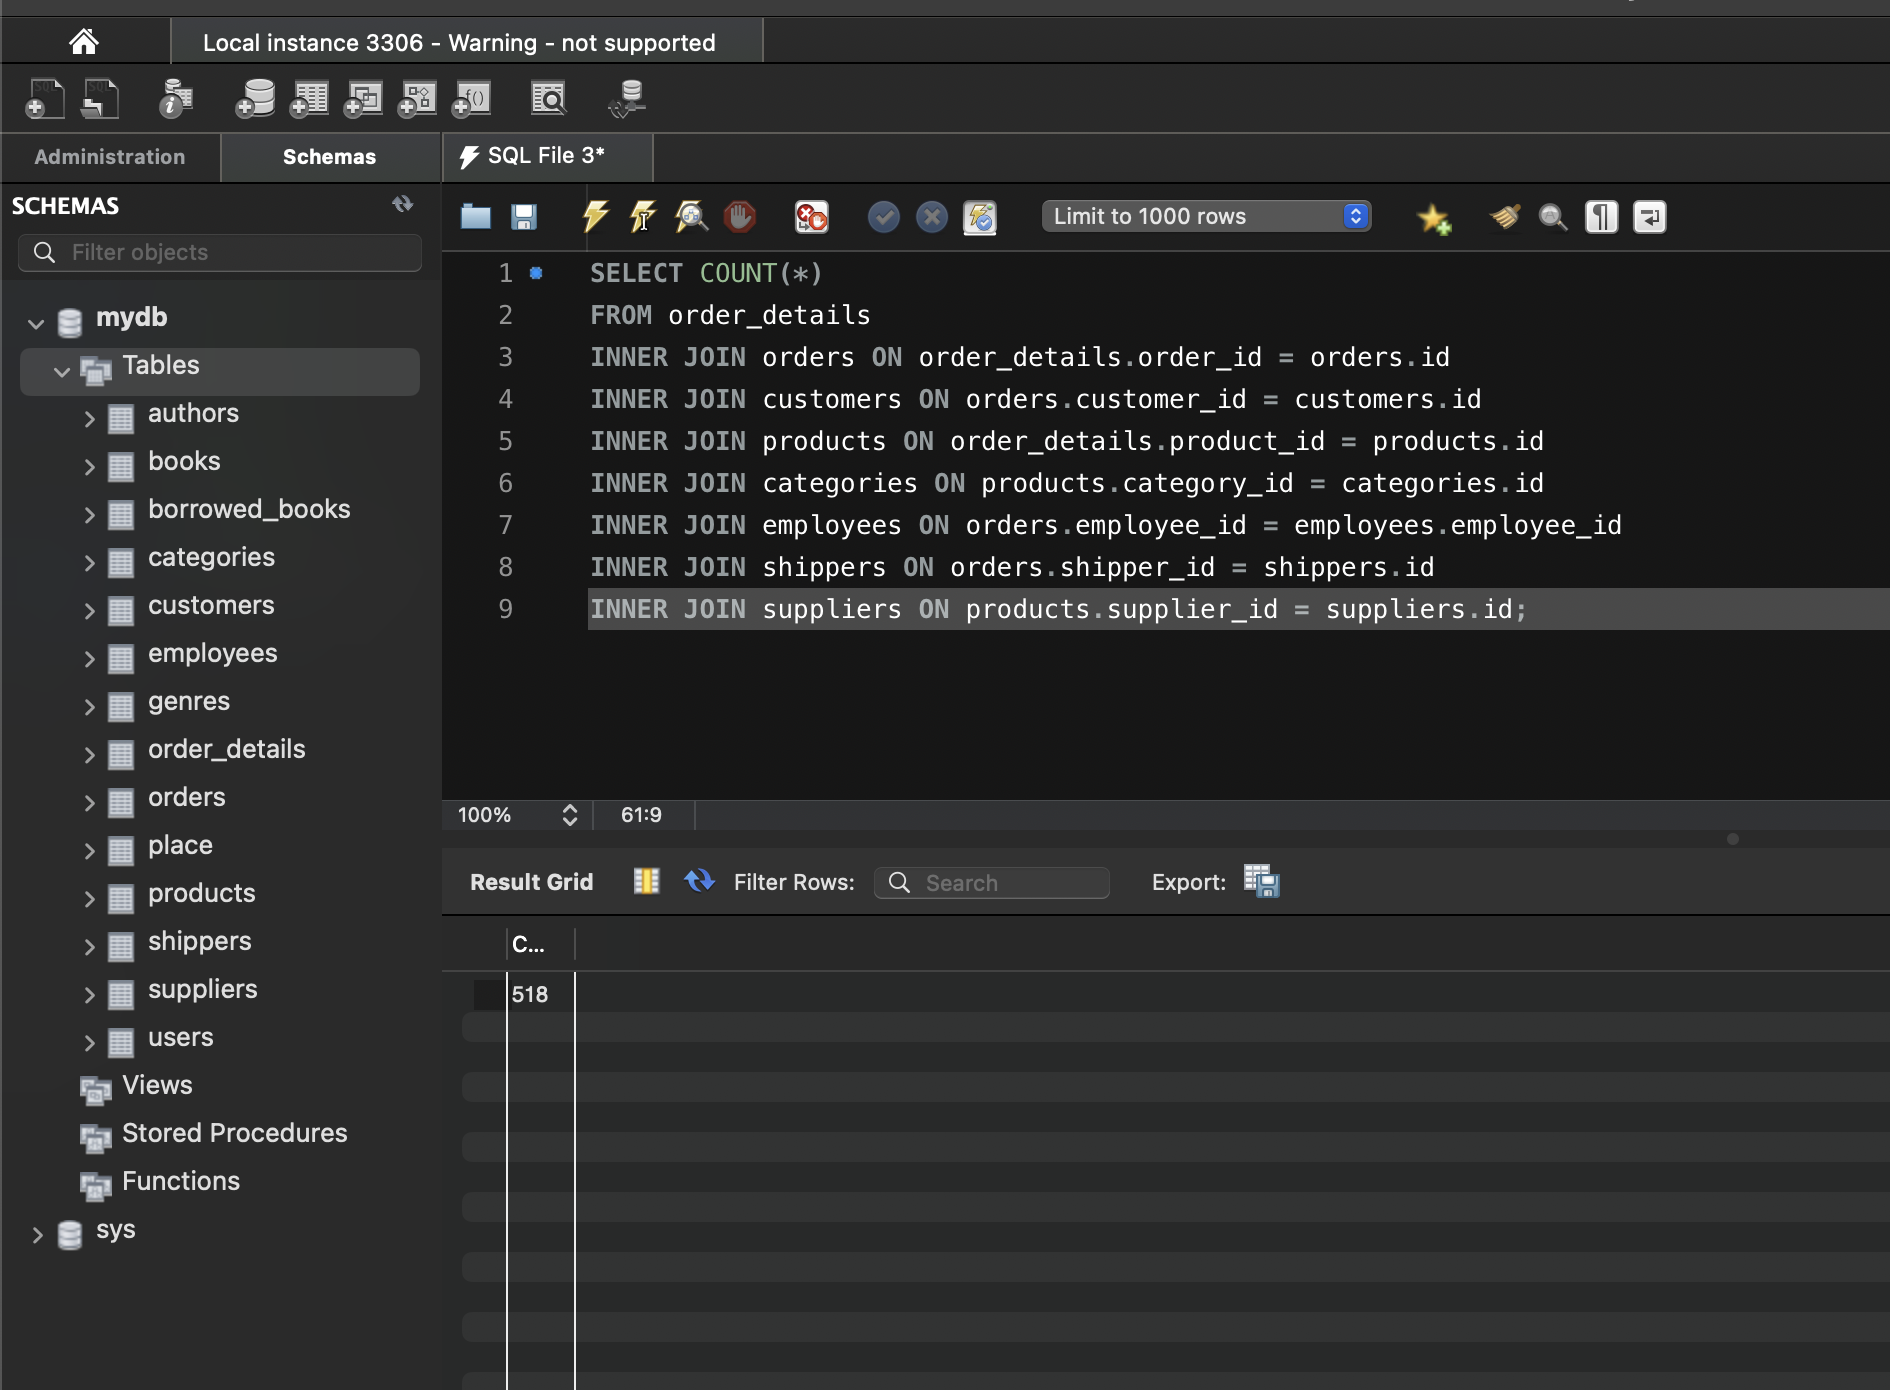 Local instance 3306 - Warning - not supported
Administration
Schemas
SQL File 3*
SCHEMAS
Filter objects
mydb
Tables
authors
books
borrowed_books
categories
customers
employees
genres
order_details
orders
place
products
shippers
suppliers
users
Views
Stored Procedures
Functions
sys
Limit to 1000 rows
1 SELECT COUNT(*)
2 FROM order_details
3 INNER JOIN orders ON order_details.order_id = orders.id
4 INNER JOIN customers ON orders.customer_id = customers.id
5 INNER JOIN products ON order_details.product_id = products.id
6 INNER JOIN categories ON products.category_id = categories.id
7 INNER JOIN employees ON orders.employee_id = employees.employee_id
8 INNER JOIN shippers ON orders.shipper_id = shippers.id
9 INNER JOIN suppliers ON products.supplier_id = suppliers.id;
100% 61:9
Result Grid Filter Rows: Search Export:
C...
518